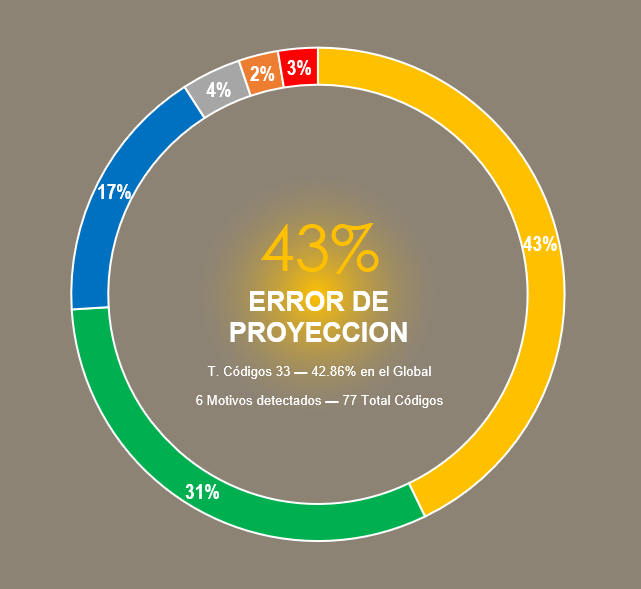 3%
2%
4%
17%
43%
43%
ERROR DE
PROYECCION
T. Códigos 33 — 42.86% en el Global
6 Motivos detectados — 77 Total Códigos
31%